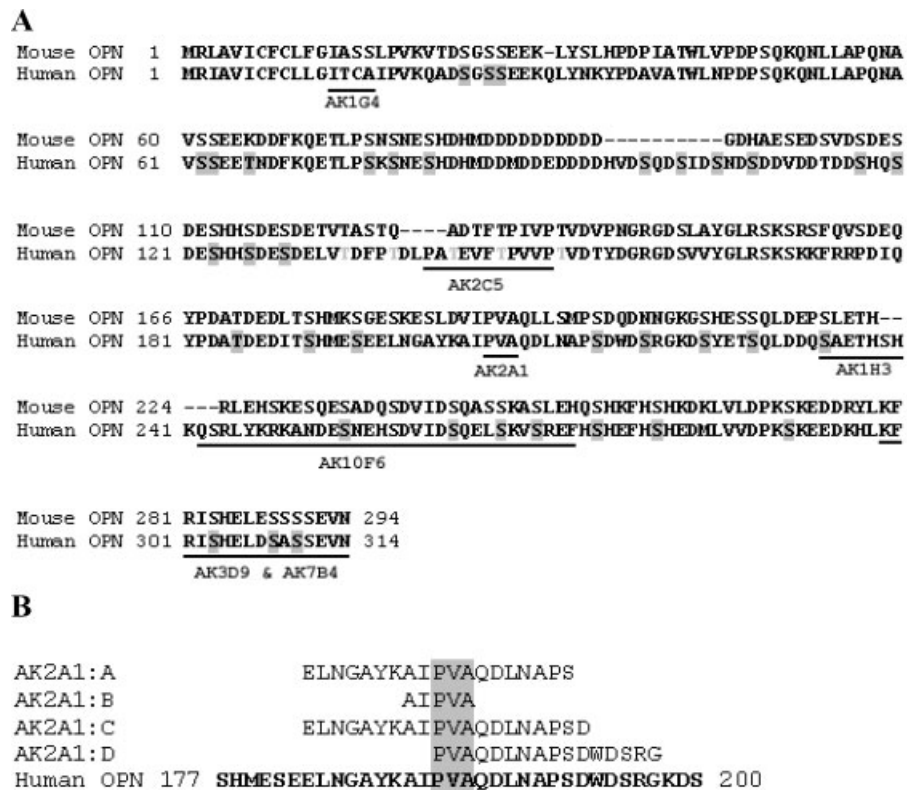 A
Mouse OPN 1 MRLAVICFCLFGIASSLPVKVTDSGSSEEK-LYSLHPDPIATWLVPDPSQKQNLLAPQNA
Human OPN 1 MRIAVICFCLLGITCAIPVKQADSGSSEEKQLYNKYPDAVATWLNPDPSQKQNLLAPQNA
AK1G4
Mouse OPN 60 VSSEEKDDFKQETLPSNSNESHDHMDDDDDDDDDD-----------GDHAESEDSVDSDES
Human OPN 61 VSSEETNDFKQETLPSKSNESHDHMDDMDDEDDDDHVDSQDSIDSNDSDDVDDTDDSHQS
Mouse OPN 110 DESHHSDESDETVTASTQ----ADTFTPIVPTVDVPNGRGDSLAYGLRSKSRSFQVSDEQ
Human OPN 121 DESHHSDESDELVTDFPTDLPATEVFTPVVPTVDTYDGRGDSVVYGLRSKSKKFRRPDIQ
AK2C5
Mouse OPN 166 YPDATDEDLTSHMKSGESKESLDVIPVAQLLSMPSDQDNNGKGSHESSQLDEPSLETH--
Human OPN 181 YPDATDEDITSHMESEELNGAYKAIPVAQDLNAPSDWDSRGKDSYETSQLDDQSAETHSH
AK2A1 AK1H3
Mouse OPN 224 ---RLEHSKESQESADQSDVIDSQASSKASLEHQSHKFHSHKDKLVLDPKSKEDDRYLKF
Human OPN 241 KQSRLYKRKANDESNEHSDVIDSQELSKVSREFHSHEFHSHEDMLVVDPKSKEEDKHLKF
AK10F6
Mouse OPN 281 RISHELESSSSEVN 294
Human OPN 301 RISHELDSASSEVN 314
AK3D9 & AK7B4
B
AK2A1:A ELNGAYKAIPVAQDLNAPS
AK2A1:B AIPVA
AK2A1:C ELNGAYKAIPVAQDLNAPSD
AK2A1:D PVAQDLNAPSDWDSRG
Human OPN 177 SHMESEELNGAYKAIPVAQDLNAPSDWDSRGKDS 200